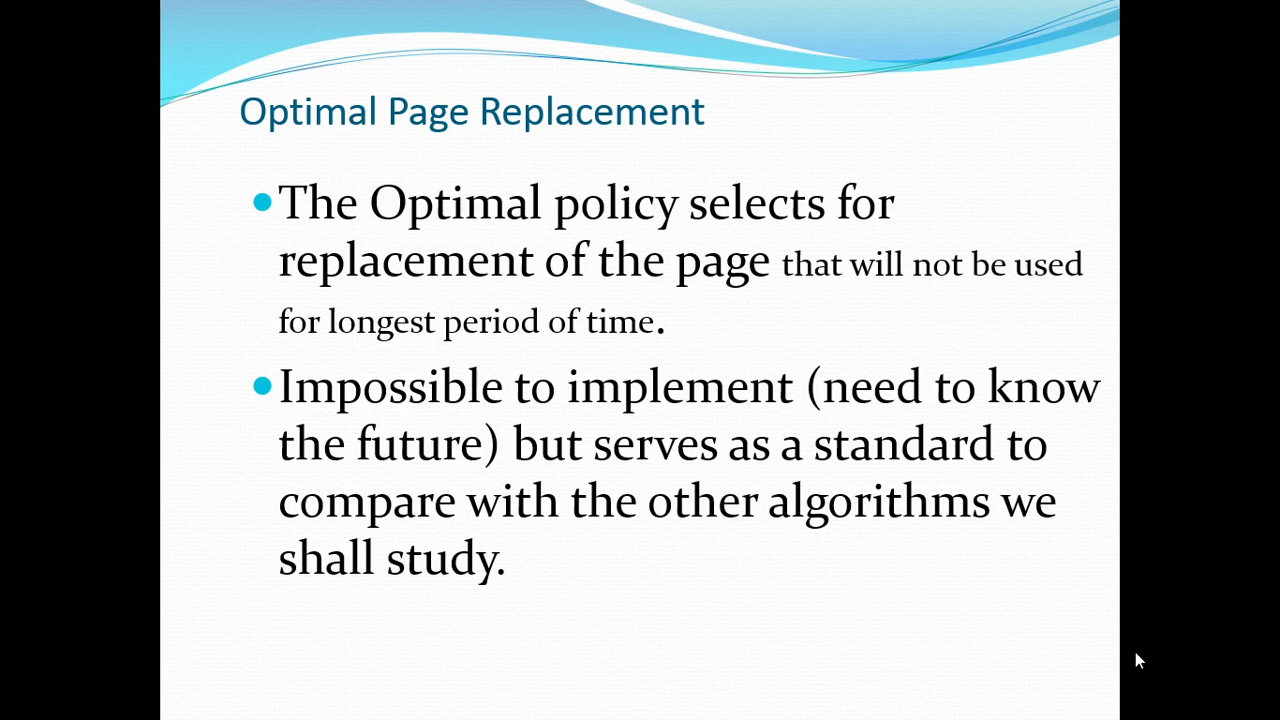 Optimal Page Replacement
The Optimal policy selects for
replacement of the page that will not be used
for longest period of time.
Impossible to implement (need to know
the future) but serves as a standard to
compare with the other algorithms we
shall study.